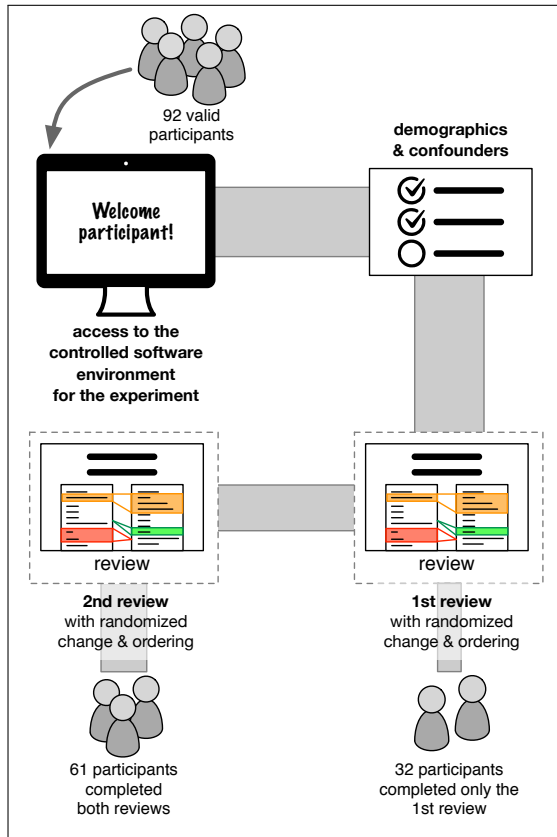 92 valid
participants
Welcome
participant!
access to the
controlled software
environment
for the experiment
demographics
& confounders
review
1st review
with randomized
change & ordering
32 participants
completed only the
1st review
review
2nd review
with randomized
change & ordering
61 participants
completed
both reviews